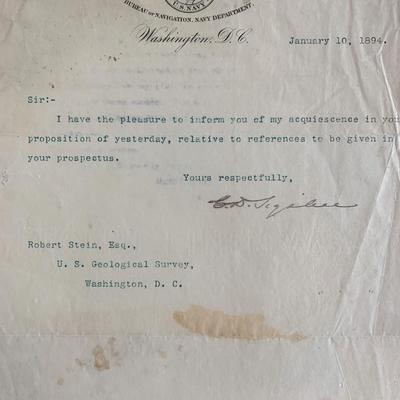 U.S. NAVY
BUREAU OF NAVIGATION, NAVY DEPARTMENT,
Washington, D.C.
January 10, 1894.
Sir:-
I have the pleasure to inform you of my acquiescence in you
proposition of yesterday, relative to references to be given in
your prospectus.
Yours respectfully,
C.D. Sigsbee
Robert Stein, Esq.,
U. S. Geological Survey,
Washington, D. C.